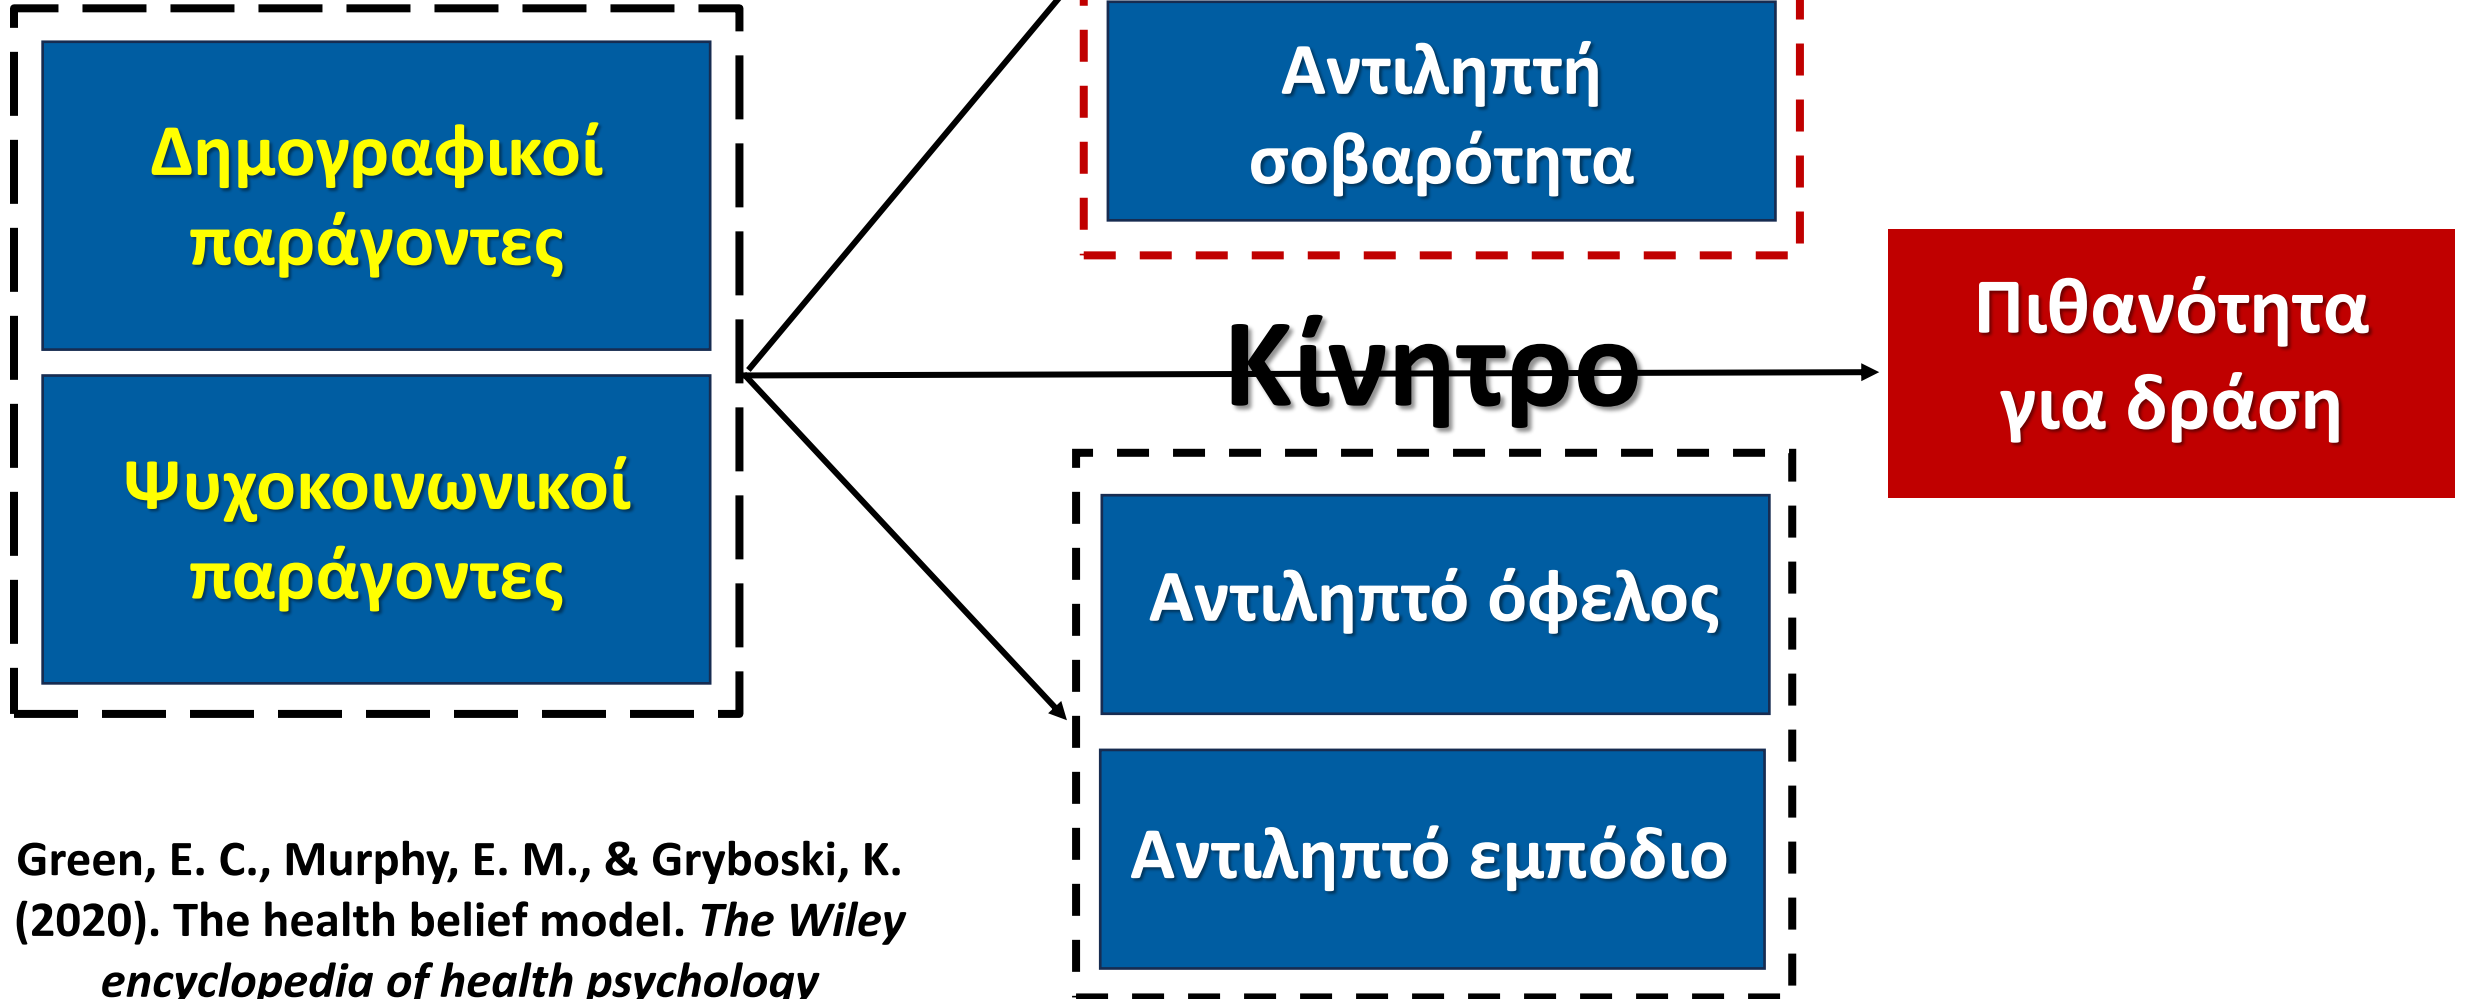 Δημογραφικοί
παράγοντες
Ψυχοκοινωνικοί
παράγοντες
Αντιληπτή
σοβαρότητα
Κίνητρο
Αντιληπτό όφελος
Αντιληπτό εμπόδιο
Πιθανότητα
για δράση
Green, E. C., Murphy, E. M., & Gryboski, K.
(2020). The health belief model. The Wiley
encyclopedia of health psychology